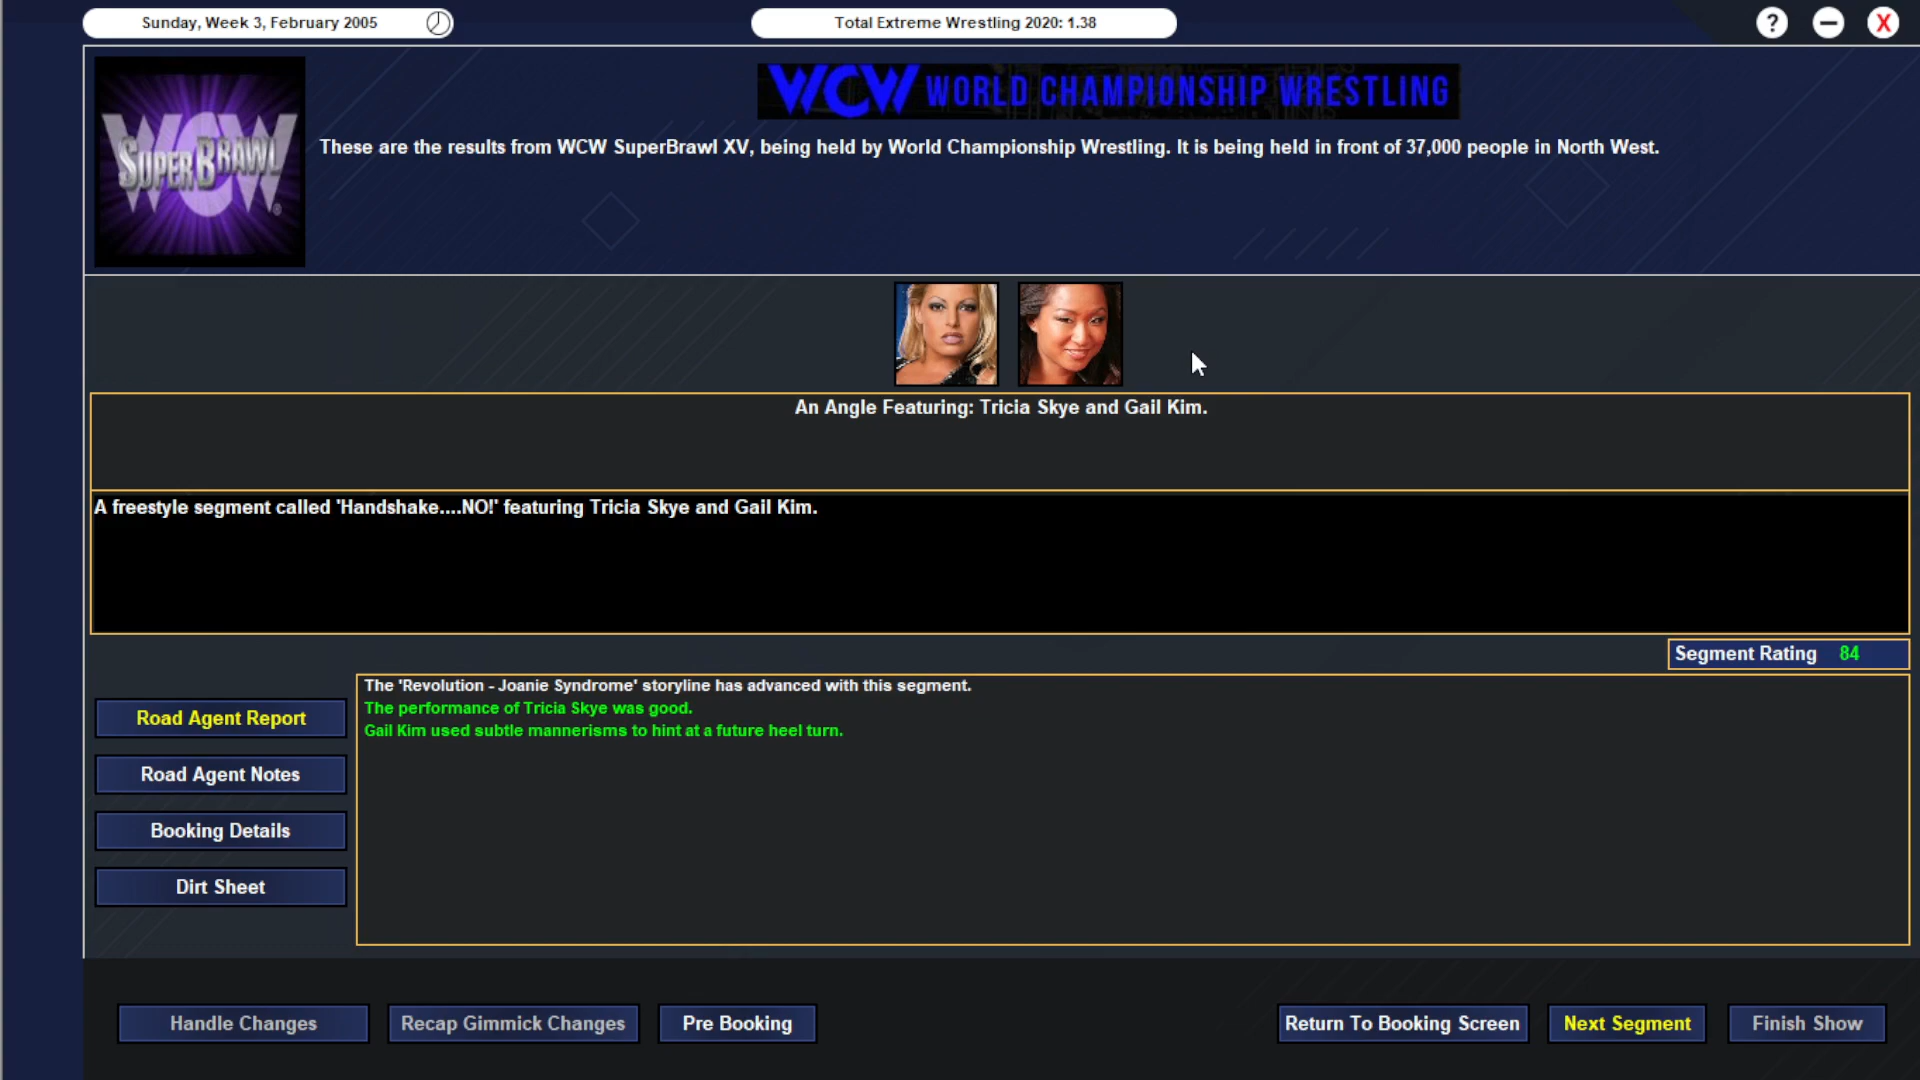 Sunday, Week 3, February 2005
Total Extreme Wrestling 2020: 1.38
?
X
WCW WORLD CHAMPIONSHIP WRESTLING
WCW
SUPERBRAWL
®
These are the results from WCW SuperBrawl XV, being held by World Championship Wrestling. It is being held in front of 37,000 people in North West.
An Angle Featuring: Tricia Skye and Gail Kim.
A freestyle segment called 'Handshake....NO!' featuring Tricia Skye and Gail Kim.
Segment Rating 84
The 'Revolution - Joanie Syndrome' storyline has advanced with this segment.
The performance of Tricia Skye was good.
Gail Kim used subtle mannerisms to hint at a future heel turn.
Road Agent Report
Road Agent Notes
Booking Details
Dirt Sheet
Handle Changes
Recap Gimmick Changes
Pre Booking
Return To Booking Screen
Next Segment
Finish Show